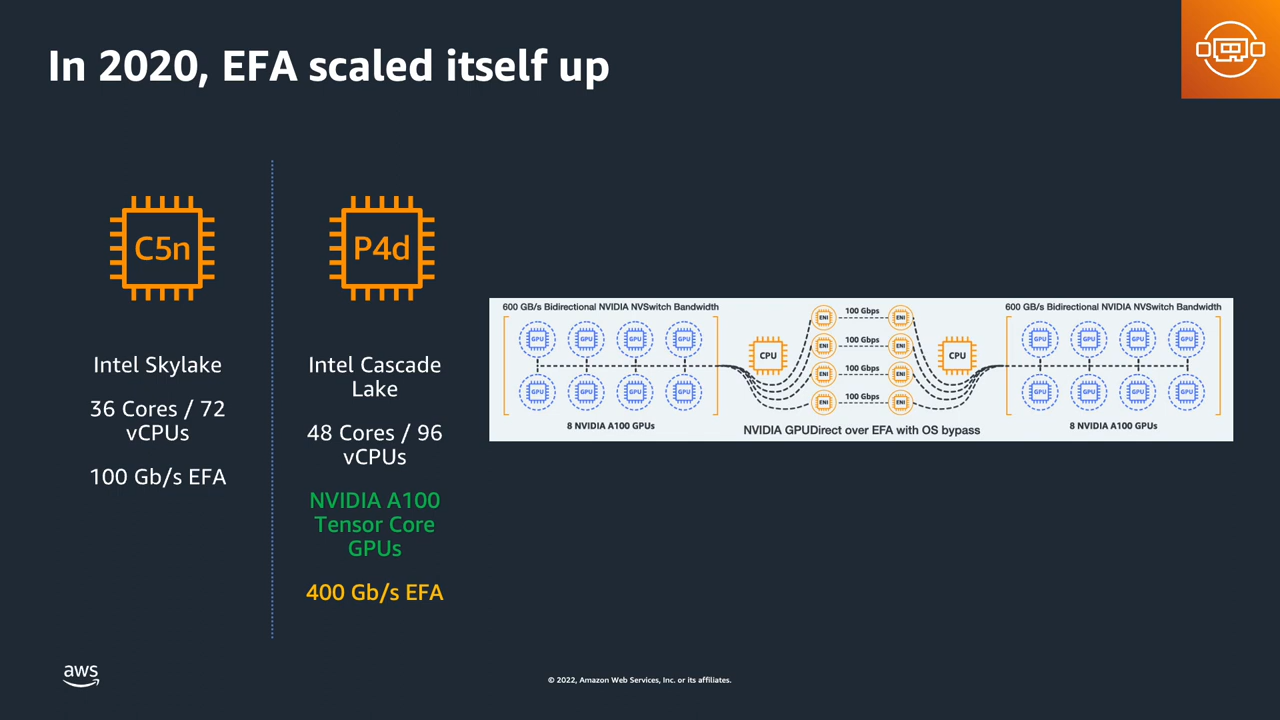 In 2020, EFA scaled itself up
C5n
Intel Skylake
36 Cores / 72
vCPUs
100 Gb/s EFA
P4d
Intel Cascade
Lake
48 Cores / 96
vCPUs
NVIDIA A100
Tensor Core
GPUs
400 Gb/s EFA
600 GB/s Bidirectional NVIDIA NVSwitch Bandwidth
GPU GPU GPU GPU
GPU GPU GPU GPU
8 NVIDIA A100 GPUs
CPU
ENI 100 Gbps ENI
ENI 100 Gbps ENI
ENI 100 Gbps ENI
ENI 100 Gbps ENI
CPU
NVIDIA GPUDirect over EFA with OS bypass
600 GB/s Bidirectional NVIDIA NVSwitch Bandwidth
GPU GPU GPU GPU
GPU GPU GPU GPU
8 NVIDIA A100 GPUs
aws
© 2022, Amazon Web Services, Inc. or its affiliates.